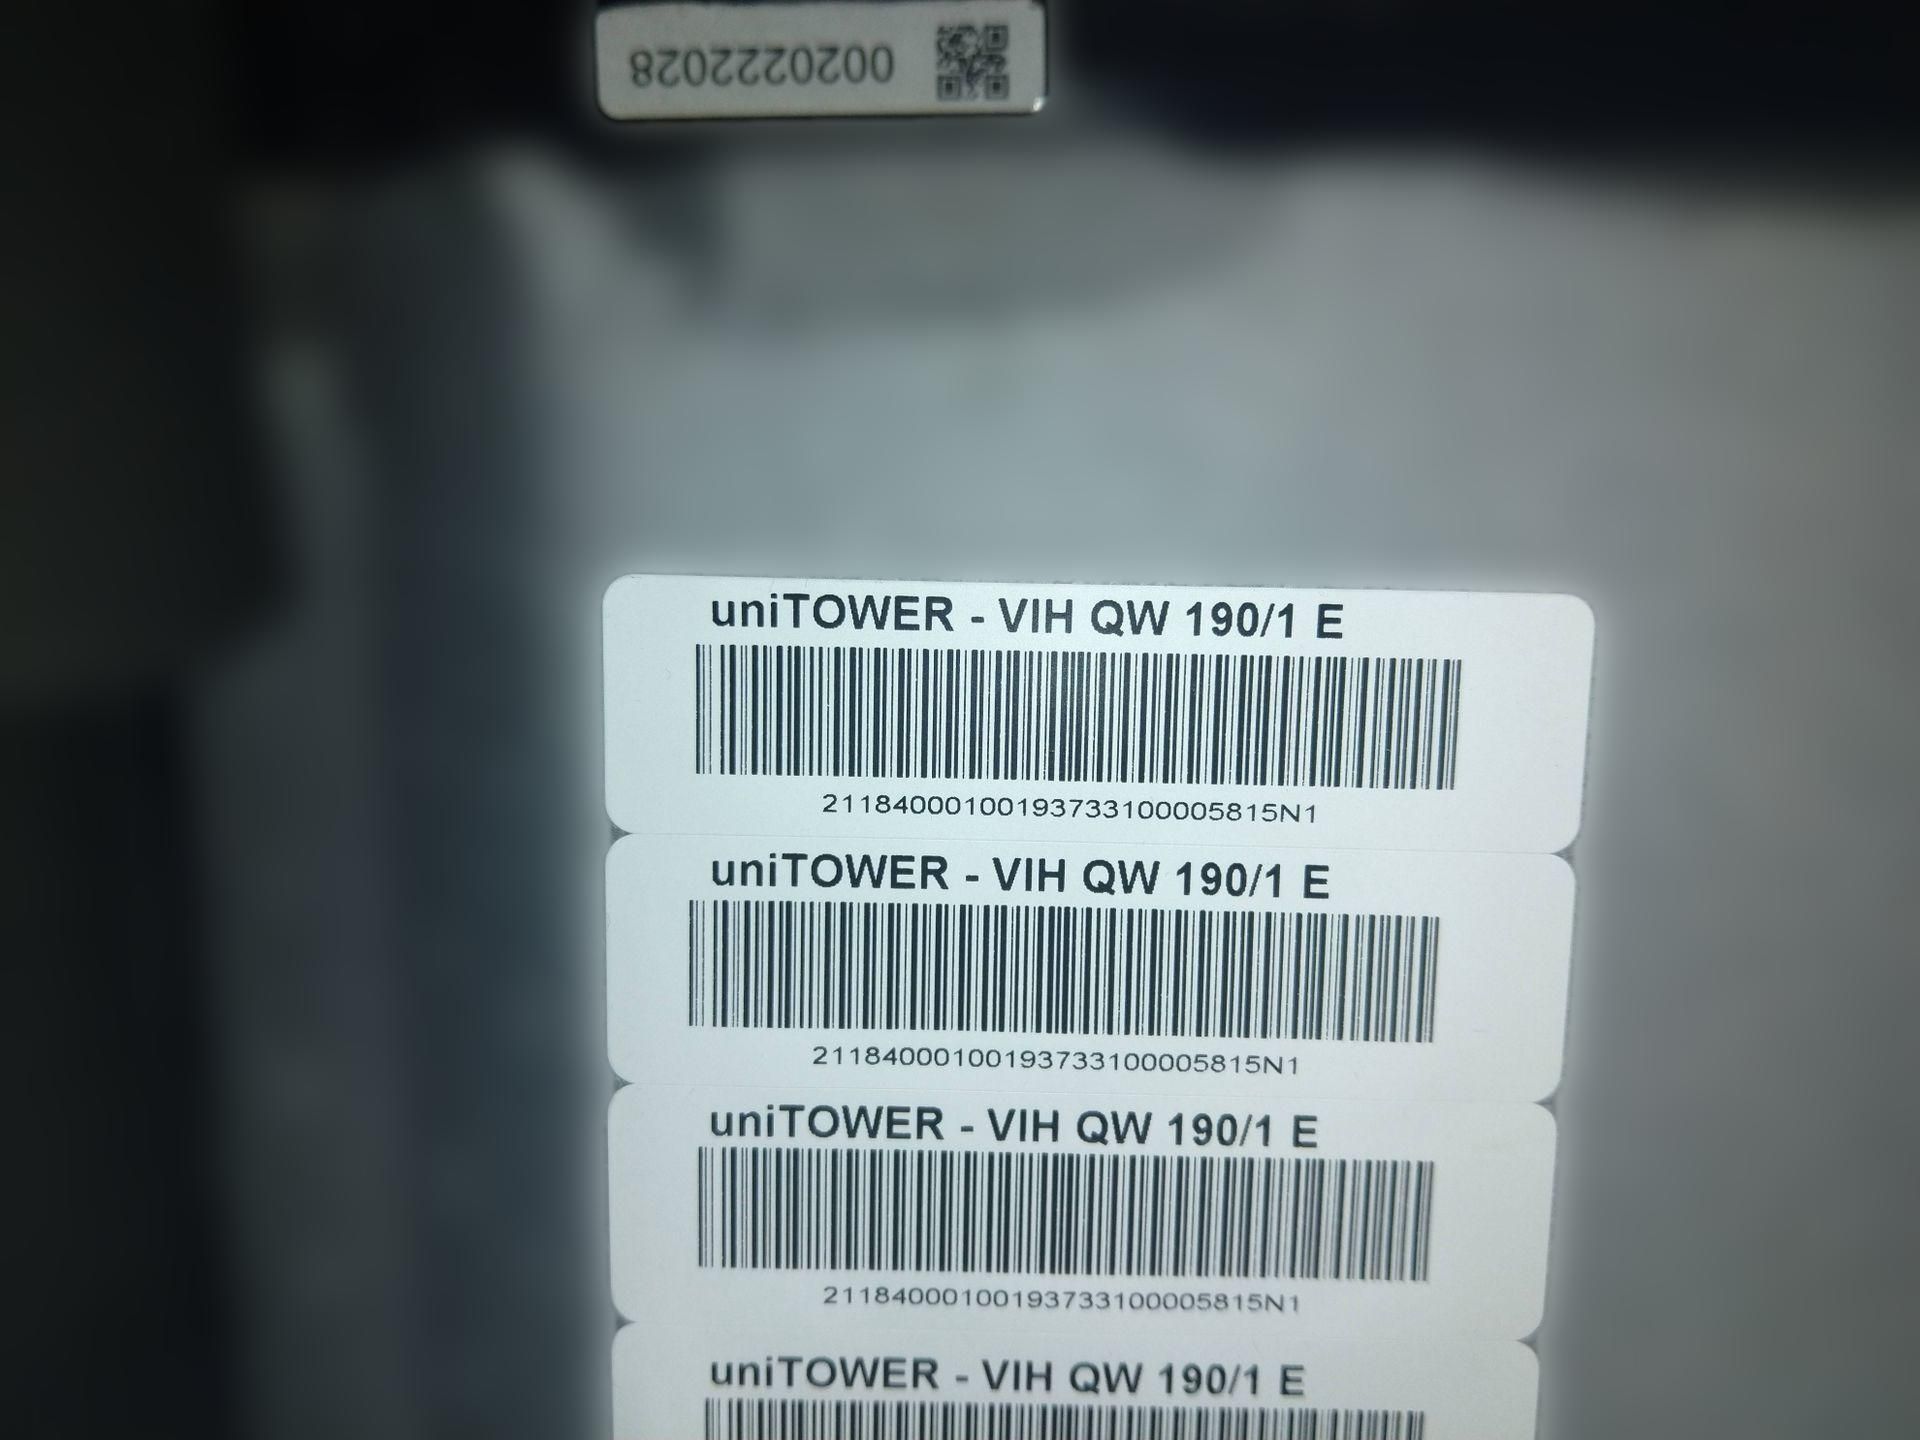 0020222028
uniTOWER - VIH QW 190/1 E
21184000100193733100005815N1
uniTOWER - VIH QW 190/1 E
21184000100193733100005815N1
uniTOWER - VIH QW 190/1 E
21184000100193733100005815N1
uniTOWER - VIH QW 190/1 E